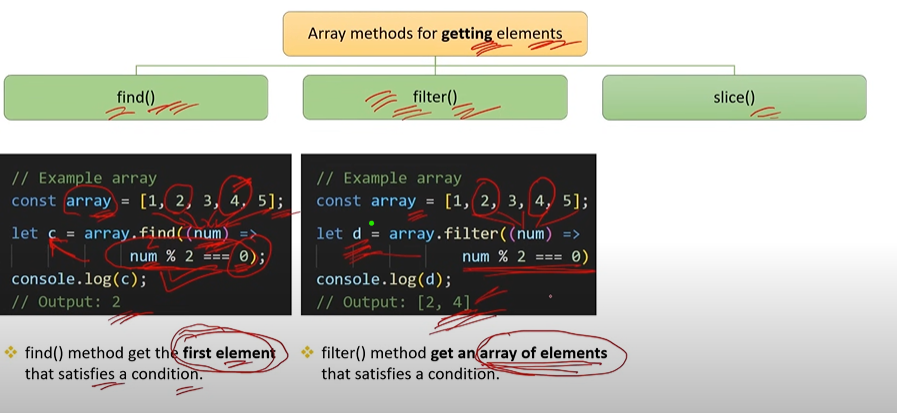 Array methods for getting elements
find()
filter()
slice()
// Example array
const array = [1, 2, 3, 4, 5];
let c = array.find((num) =>
num % 2 === 0);
console.log(c);
// Output: 2
// Example array
const array = [1, 2, 3, 4, 5];
let d = array.filter((num) =>
num % 2 === 0)
console.log(d);
// Output: [2, 4]
find() method get the first element
that satisfies a condition.
filter() method get an array of elements
that satisfies a condition.